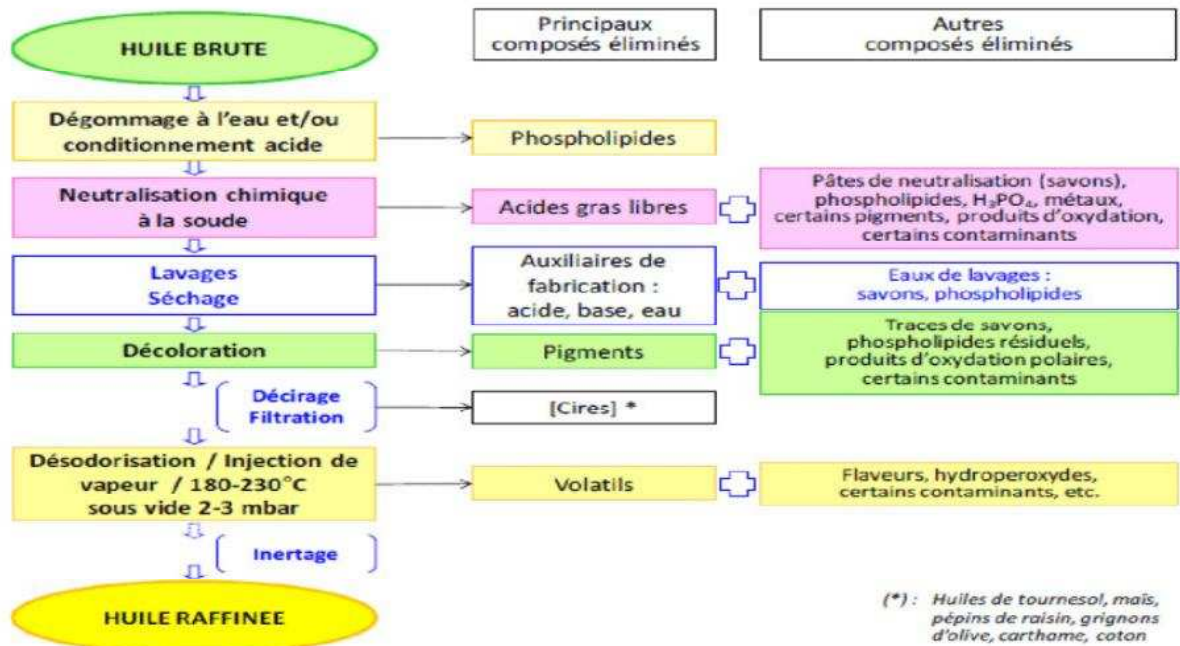 HUILE BRUTE
Principaux
composés éliminés
Autres
composés éliminés
Dégommage à l'eau et/ou
conditionnement acide
Phospholipides
Neutralisation chimique
à la soude
Acides gras libres
Pâtes de neutralisation (savons),
phospholipides, H₃PO₄, métaux,
certains pigments, produits d'oxydation,
certains contaminants
Lavages
Séchage
Auxiliaires de
fabrication :
acide, base, eau
Eaux de lavages :
savons, phospholipides
Décoloration
Pigments
Traces de savons,
phospholipides résiduels,
produits d'oxydation polaires,
certains contaminants
Décirage
Filtration
[Cires] *
Désodorisation / Injection de
vapeur / 180-230°C
sous vide 2-3 mbar
Volatils
Flaveurs, hydroperoxydes,
certains contaminants, etc.
Inertage
HUILE RAFFINEE
(*) : Huiles de tournesol, maïs,
pépins de raisin, grignons
d'olive, carthame, coton